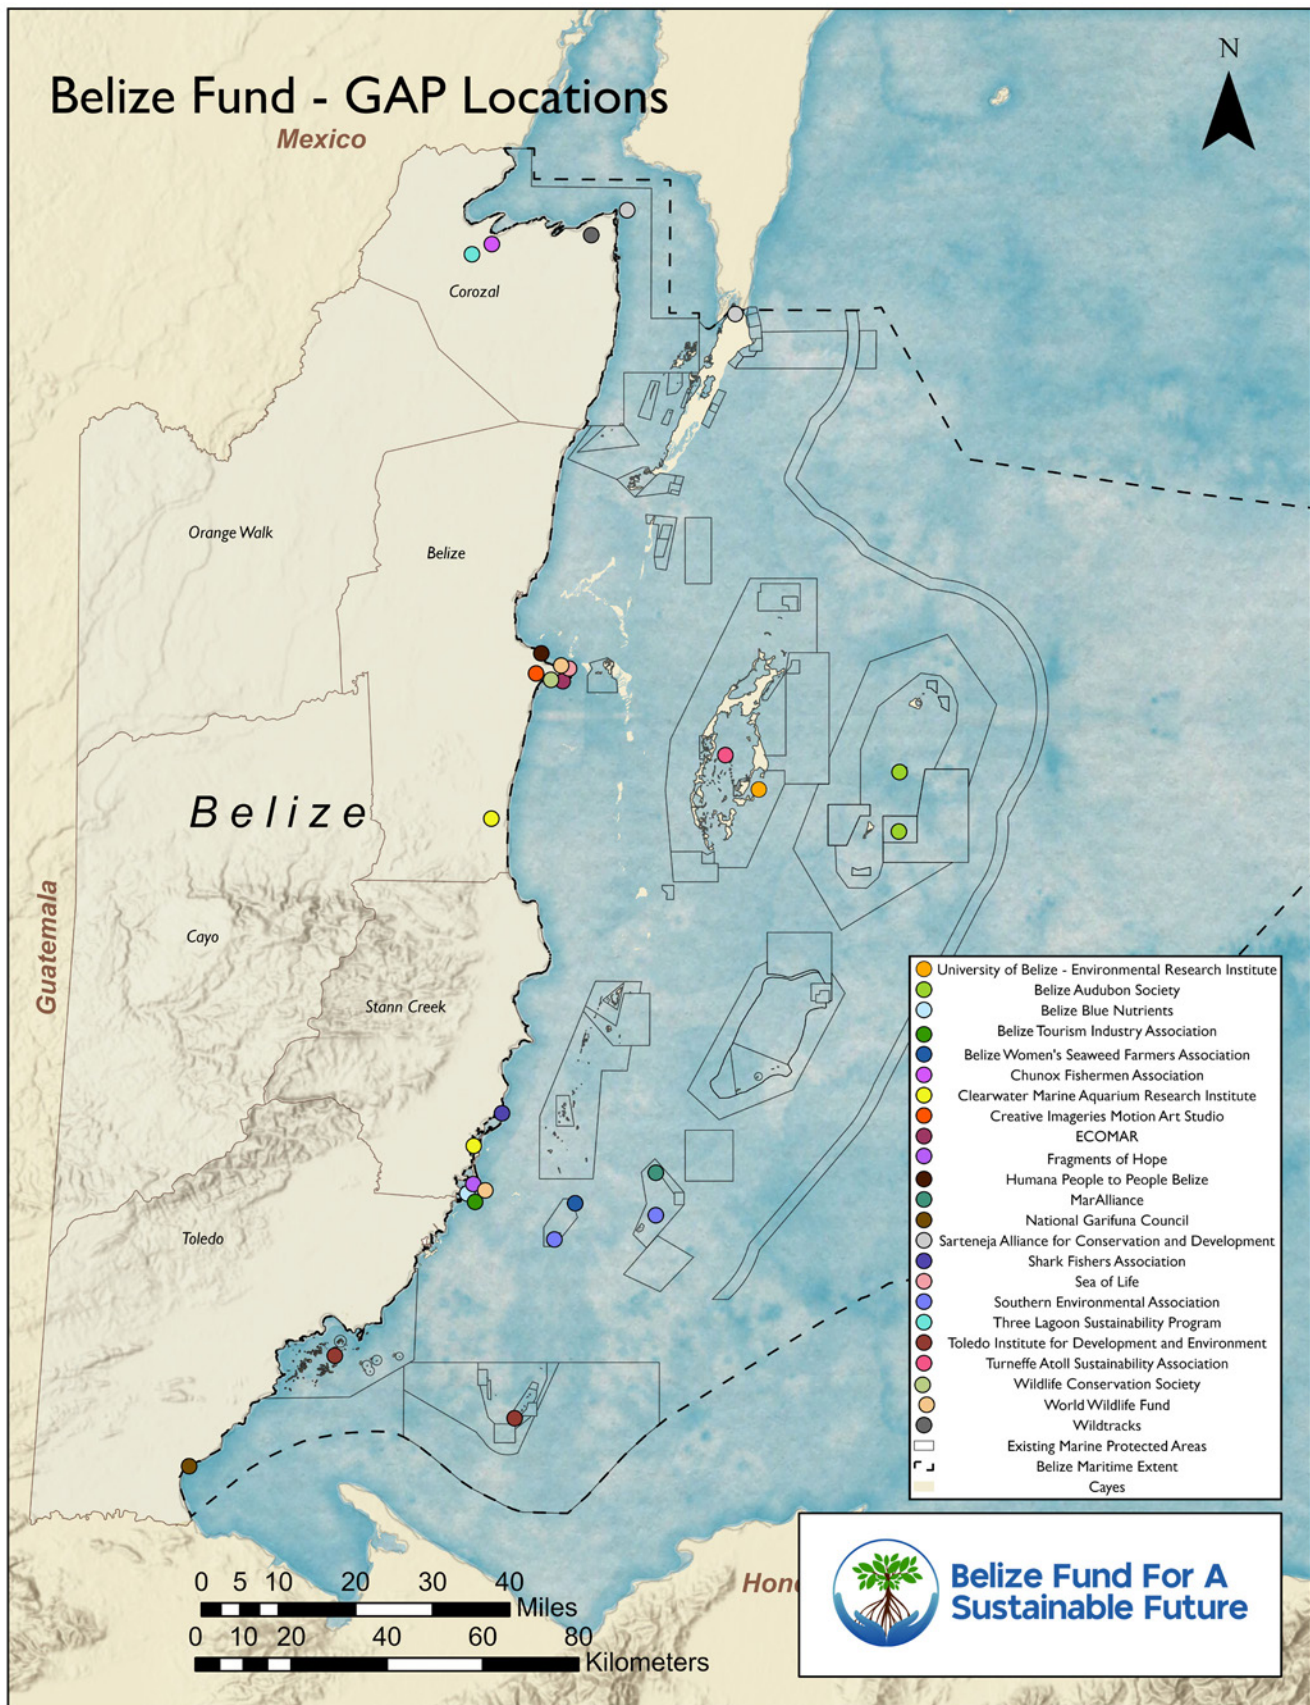 Belize Fund - GAP Locations
N
Mexico
Corozal
Orange Walk
Belize
Belize
Guatemala
Cayo
Stann Creek
Toledo
University of Belize - Environmental Research Institute
Belize Audubon Society
Belize Blue Nutrients
Belize Tourism Industry Association
Belize Women's Seaweed Farmers Association
Chunox Fishermen Association
Clearwater Marine Aquarium Research Institute
Creative Imageries Motion Art Studio
ECOMAR
Fragments of Hope
Humana People to People Belize
MarAlliance
National Garifuna Council
Sarteneja Alliance for Conservation and Development
Shark Fishers Association
Sea of Life
Southern Environmental Association
Three Lagoon Sustainability Program
Toledo Institute for Development and Environment
Turneffe Atoll Sustainability Association
Wildlife Conservation Society
World Wildlife Fund
Wildtracks
Existing Marine Protected Areas
Belize Maritime Extent
Cayes
0 5 10 20 30 40
Miles
0 10 20 40 60 80
Kilometers
Belize Fund For A
Sustainable Future